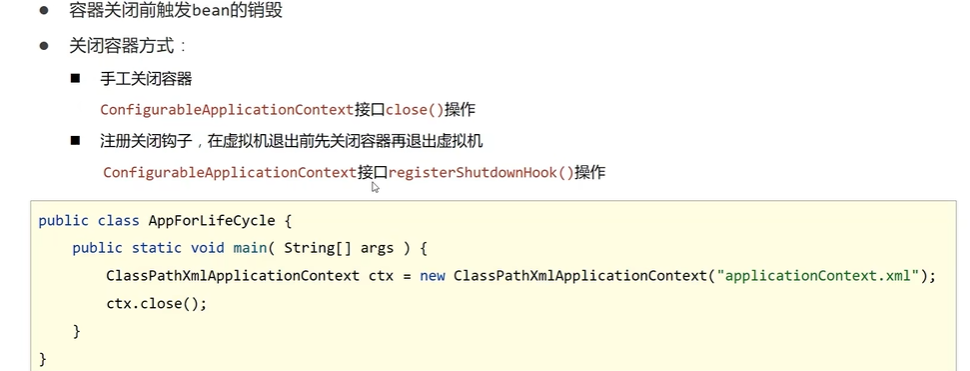 ● 容器关闭前触发bean的销毁
● 关闭容器方式：
■ 手工关闭容器
ConfigurableApplicationContext接口close()操作
■ 注册关闭钩子，在虚拟机退出前先关闭容器再退出虚拟机
ConfigurableApplicationContext接口registerShutdownHook()操作
public class AppForLifeCycle {
    public static void main( String[] args ) {
        ClassPathXmlApplicationContext ctx = new ClassPathXmlApplicationContext("applicationContext.xml");
        ctx.close();
    }
}